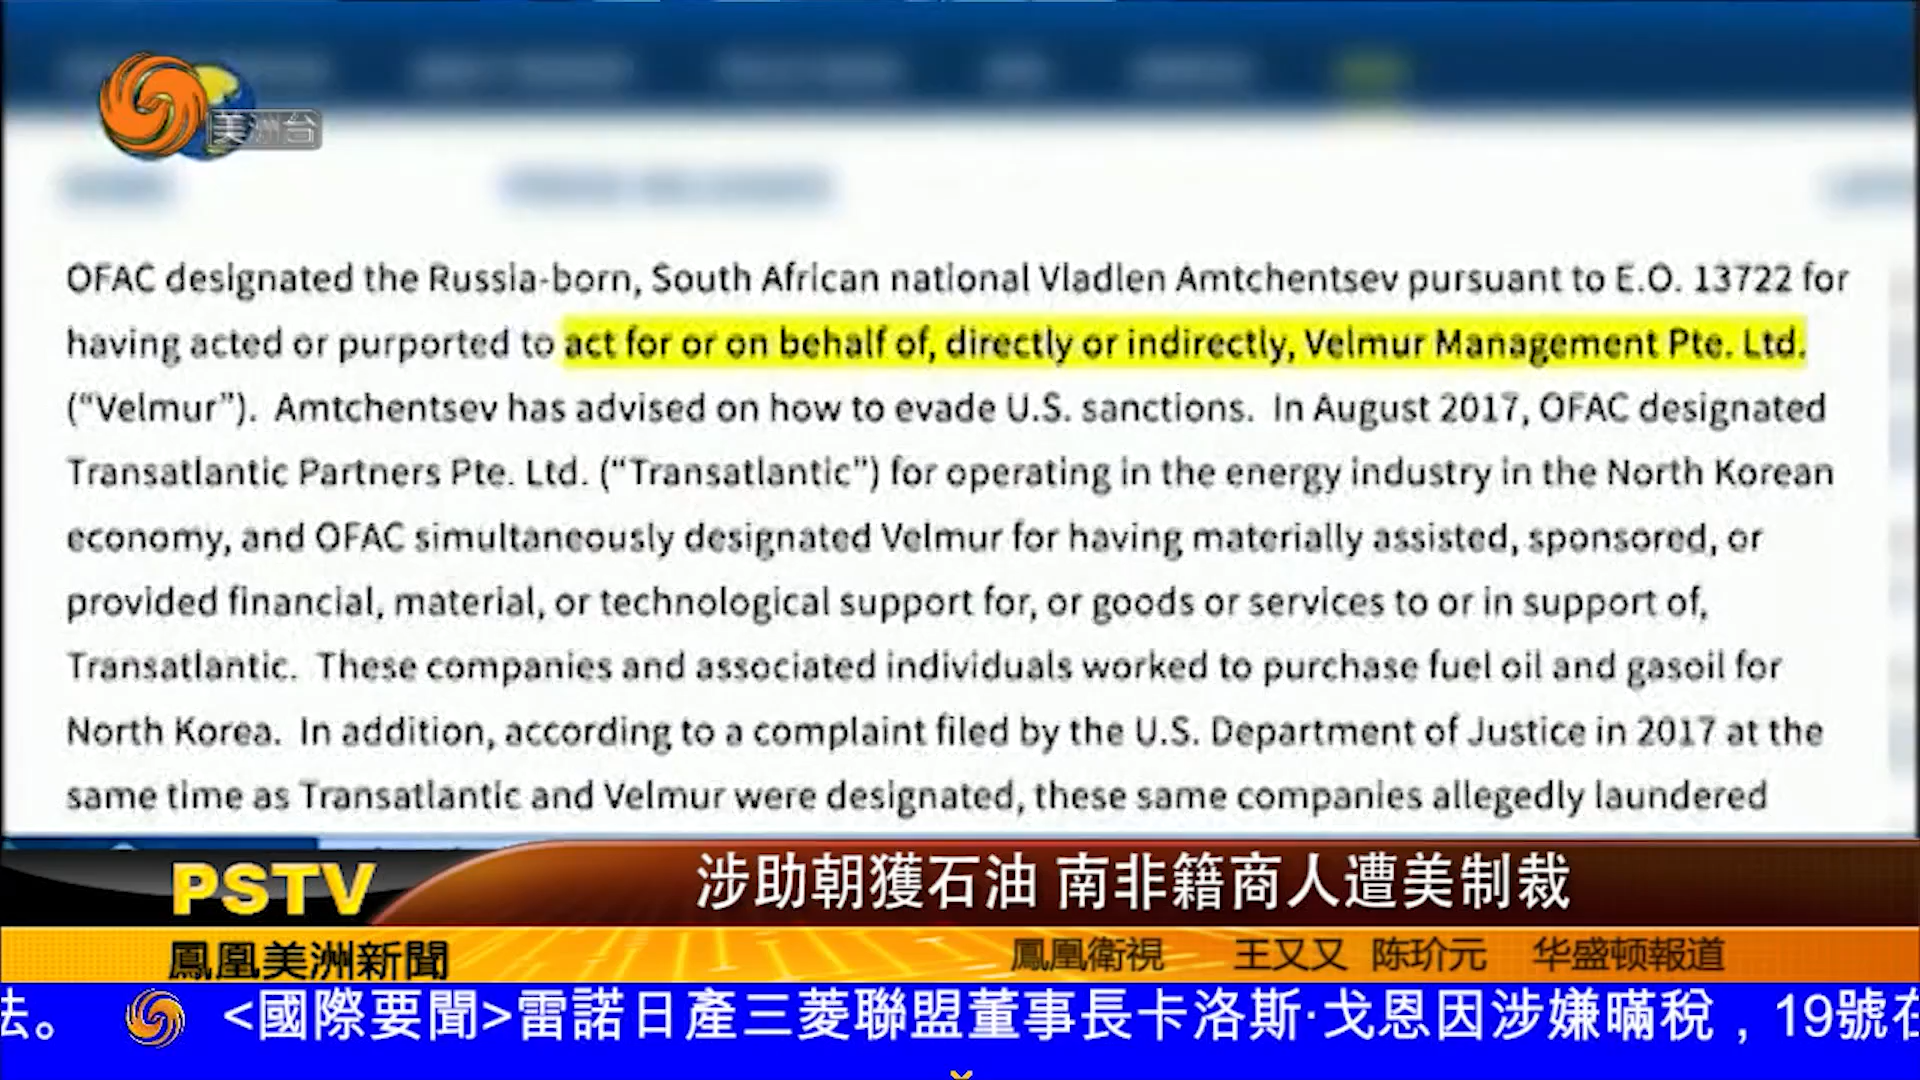 美洲台
OFAC designated the Russia-born, South African national Vladlen Amtchentsev pursuant to E.O. 13722 for
having acted or purported to act for or on behalf of, directly or indirectly, Velmur Management Pte. Ltd.
(“Velmur”). Amtchentsev has advised on how to evade U.S. sanctions. In August 2017, OFAC designated
Transatlantic Partners Pte. Ltd. (“Transatlantic”) for operating in the energy industry in the North Korean
economy, and OFAC simultaneously designated Velmur for having materially assisted, sponsored, or
provided financial, material, or technological support for, or goods or services to or in support of,
Transatlantic. These companies and associated individuals worked to purchase fuel oil and gasoil for
North Korea. In addition, according to a complaint filed by the U.S. Department of Justice in 2017 at the
same time as Transatlantic and Velmur were designated, these same companies allegedly laundered
PSTV 涉助朝獲石油 南非籍商人遭美制裁
鳳凰美洲新聞 鳳凰衛視 王又又 陈玠元 华盛顿報道
法。 <國際要聞>雷諾日產三菱聯盟董事長卡洛斯·戈恩因涉嫌瞞稅，19號在